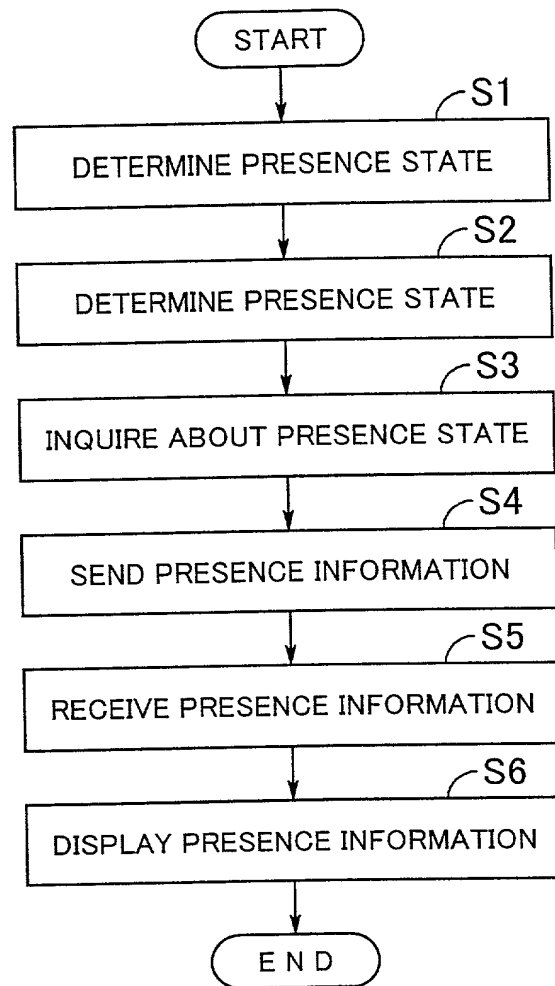 START
S1
DETERMINE PRESENCE STATE
S2
DETERMINE PRESENCE STATE
S3
INQUIRE ABOUT PRESENCE STATE
S4
SEND PRESENCE INFORMATION
S5
RECEIVE PRESENCE INFORMATION
S6
DISPLAY PRESENCE INFORMATION
END